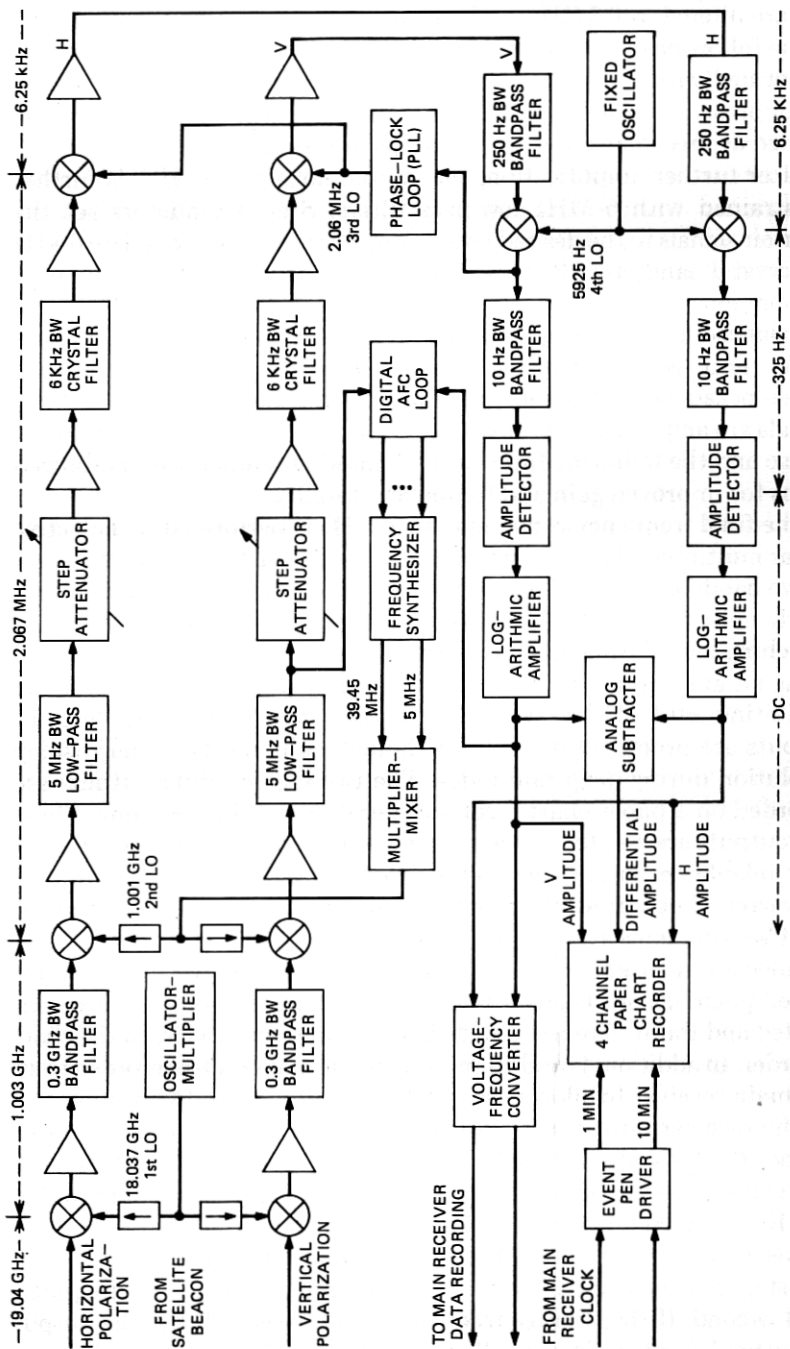 19.04 GHz
1.003 GHz
2.067 MHz
6.25 kHz
HORIZONTAL
POLARIZA-
TION
FROM
SATELLITE
BEACON
VERTICAL
POLARIZATION
18.037 GHz
1st LO
OSCILLATOR-
MULTIPLIER
0.3 GHz BW
BANDPASS
FILTER
0.3 GHz BW
BANDPASS
FILTER
1.001 GHz
2nd LO
5 MHz BW
LOW-PASS
FILTER
5 MHz BW
LOW-PASS
FILTER
STEP
ATTENUATOR
STEP
ATTENUATOR
6 KHz BW
CRYSTAL
FILTER
6 KHz BW
CRYSTAL
FILTER
H
V
MULTIPLIER-
MIXER
39.45
MHz
5 MHz
FREQUENCY
SYNTHESIZER
DIGITAL
AFC
LOOP
2.06 MHz
3rd LO
PHASE-LOCK
LOOP (PLL)
V
H
TO MAIN RECEIVER
DATA RECORDING
VOLTAGE-
FREQUENCY
CONVERTER
LOG-
ARITHMIC
AMPLIFIER
AMPLITUDE
DETECTOR
10 Hz BW
BANDPASS
FILTER
5925 Hz
4th LO
250 Hz BW
BANDPASS
FILTER
FIXED
OSCILLATOR
FROM MAIN
RECEIVER
CLOCK
EVENT
PEN
DRIVER
1 MIN
10 MIN
4 CHANNEL
PAPER
CHART
RECORDER
V
AMPLITUDE
DIFFERENTIAL
AMPLITUDE
H
AMPLITUDE
ANALOG
SUBTRACTER
LOG-
ARITHMIC
AMPLIFIER
AMPLITUDE
DETECTOR
10 Hz BW
BANDPASS
FILTER
250 Hz BW
BANDPASS
FILTER
DC
325 Hz
6.25 KHz